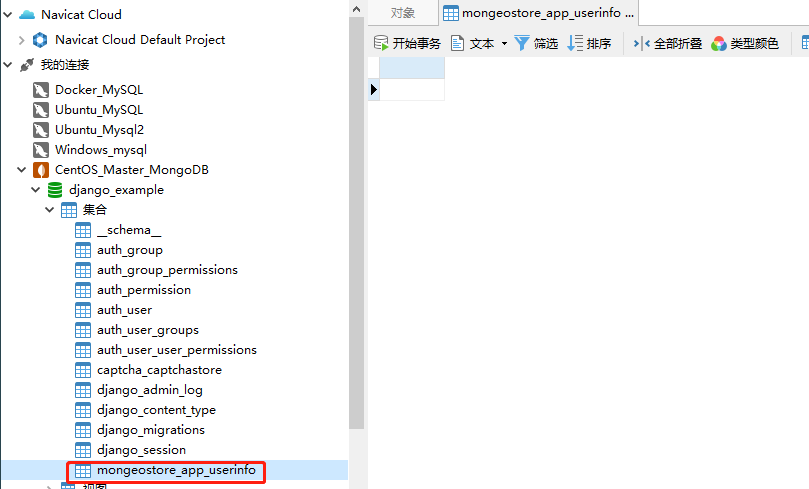 Navicat Cloud
Navicat Cloud Default Project
我的连接
Docker_MySQL
Ubuntu_MySQL
Ubuntu_Mysql2
Windows_mysql
CentOS_Master_MongoDB
django_example
集合
__schema__
auth_group
auth_group_permissions
auth_permission
auth_user
auth_user_groups
auth_user_user_permissions
captcha_captchastore
django_admin_log
django_content_type
django_migrations
django_session
mongeostore_app_userinfo
视图
对象 mongeostore_app_userinfo ...
开始事务 文本 筛选 排序 全部折叠 类型颜色